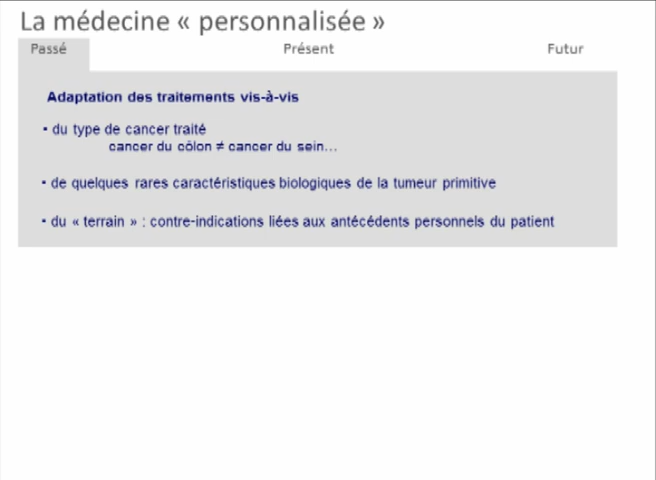 La médecine « personnalisée »
Passé Présent Futur
Adaptation des traitements vis-à-vis
• du type de cancer traité
cancer du côlon ≠ cancer du sein...
• de quelques rares caractéristiques biologiques de la tumeur primitive
• du « terrain » : contre-indications liées aux antécédents personnels du patient